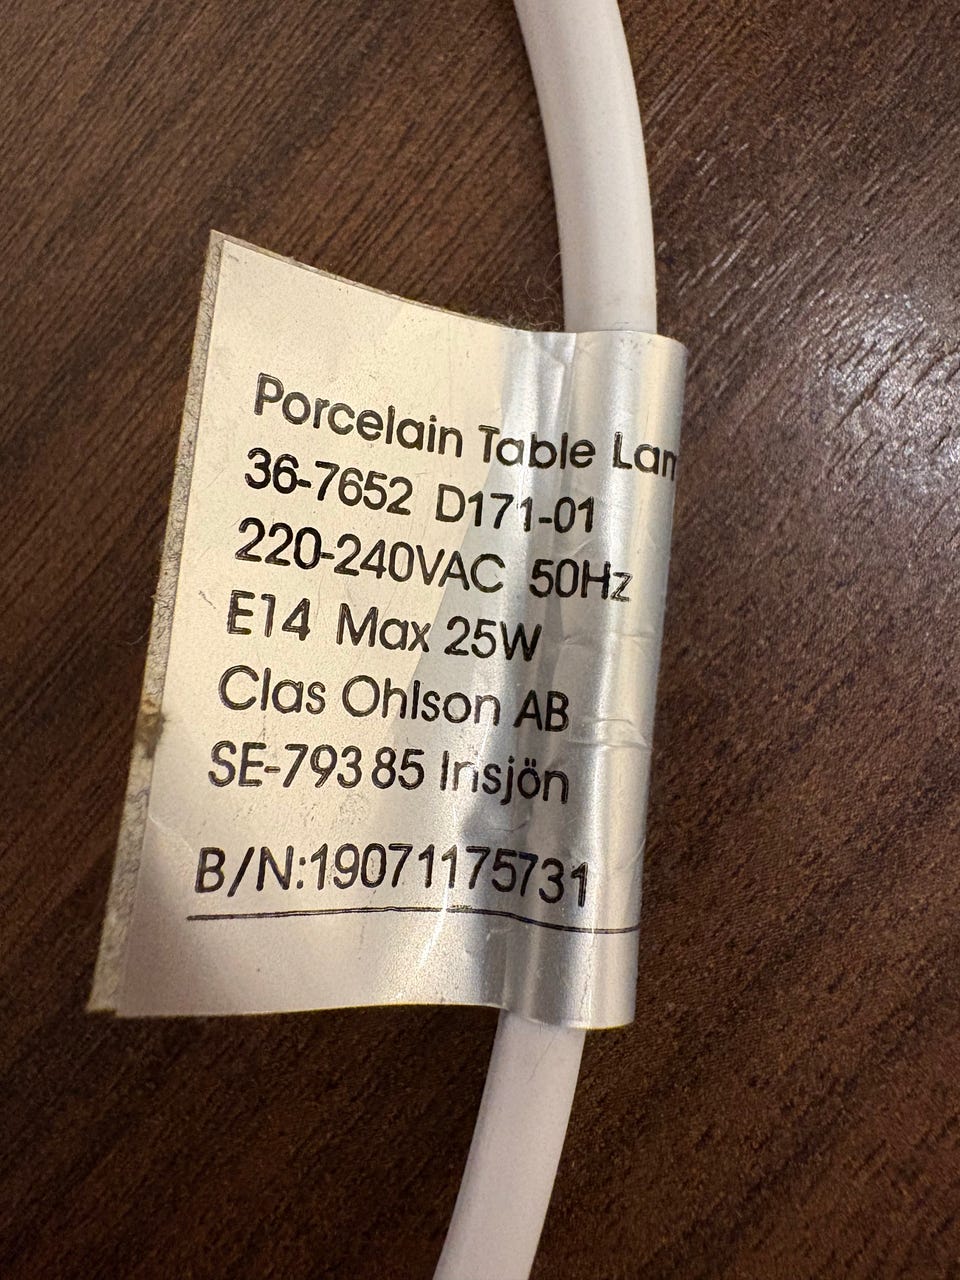 Porcelain Table Lam
36-7652 D171-01
220-240VAC 50Hz
E14 Max 25W
Clas Ohlson AB
SE-793 85 Insjön
B/N:19071175731